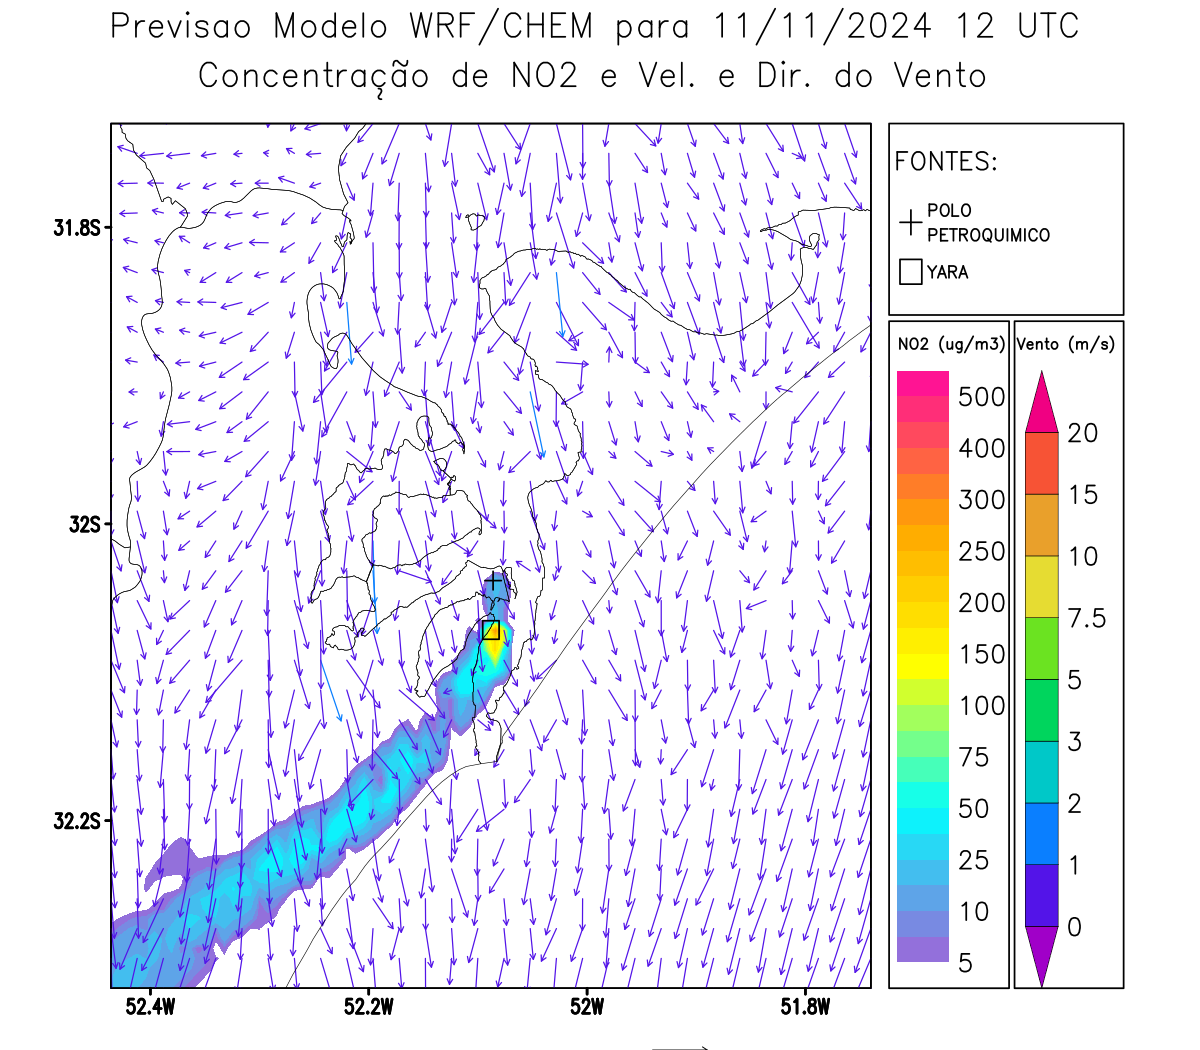 Previsao Modelo WRF/CHEM para 11/11/2024 12 UTC
Concentração de NO2 e Vel. e Dir. do Vento
FONTES:
POLO
PETROQUIMICO
YARA
NO2 (ug/m3)
500
400
300
250
200
150
100
75
50
25
10
5
Vento (m/s)
20
15
10
7.5
5
3
2
1
0
31.8S
32S
32.2S
52.4W
52.2W
52W
51.8W